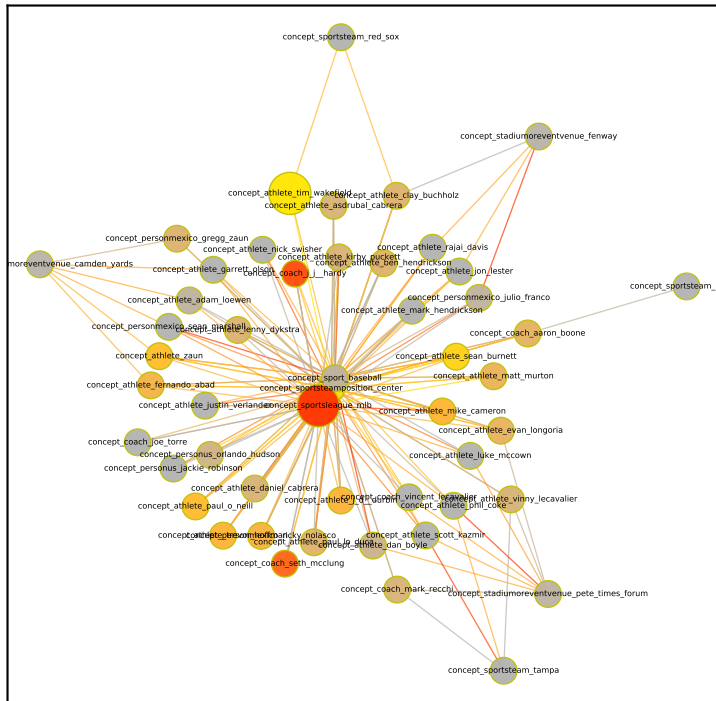 concept_sportsteam_red_sox
concept_stadiumoreventvenue_fenway
concept_athlete_tim_wakefield
concept_athlete_clay_buchholz
concept_athlete_asdrubal_cabrera
concept_personmexico_gregg_zaun
concept_athlete_nick_swisher
concept_athlete_rajai_davis
concept_athlete_kirby_puckett
concept_athlete_ben_hendrickson
moreventvenue_camden_yards
concept_athlete_garrett_olson
concept_coach_j_j__hardy
concept_athlete_jon_lester
concept_sportsteam_
concept_athlete_adam_loewen
concept_personmexico_julio_franco
concept_athlete_mark_hendrickson
concept_personmexico_sean_marshall
concept_athlete_lenny_dykstra
concept_coach_aaron_boone
concept_athlete_zaun
concept_athlete_sean_burnett
concept_sport_baseball
concept_athlete_matt_murton
concept_athlete_fernando_abad
concept_sportsteamposition_center
concept_athlete_justin_verlander
concept_sportsleague_mlb
concept_athlete_mike_cameron
concept_athlete_evan_longoria
concept_coach_joe_torre
concept_personus_orlando_hudson
concept_athlete_luke_mccown
concept_personus_jackie_robinson
concept_athlete_daniel_cabrera
concept_coach_vincent_lecavalier
concept_athlete_vinny_lecavalier
concept_athlete_paul_o_neill
concept_athlete_phil_coke
concept_athlete_scott_kazmir
concept_athlete_paul_lo_duca
concept_athlete_dan_boyle
concept_coach_seth_mcclung
concept_coach_mark_recchi
concept_stadiumoreventvenue_pete_times_forum
concept_sportsteam_tampa